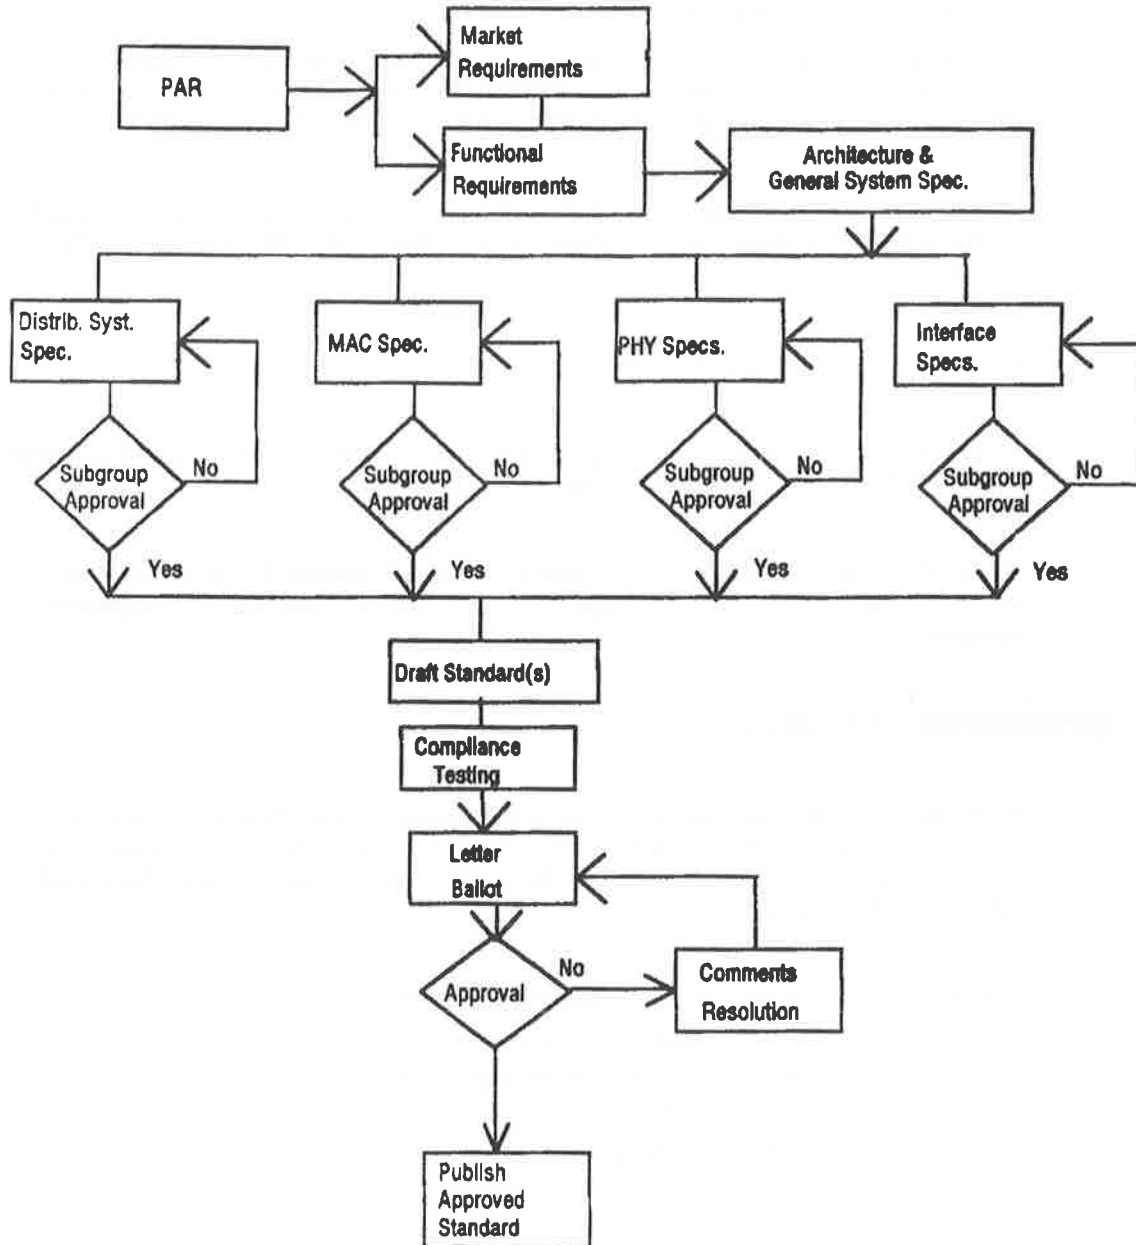 Market
Requirements
PAR
Functional
Requirements
Architecture &
General System Spec.
Distrib. Syst.
Spec.
MAC Spec.
PHY Specs.
Interface
Specs.
Subgroup
Approval
No
Subgroup
Approval
No
Subgroup
Approval
No
Subgroup
Approval
No
Yes
Yes
Yes
Yes
Draft Standard(s)
Compliance
Testing
Letter
Ballot
Approval
No
Comments
Resolution
Publish
Approved
Standard